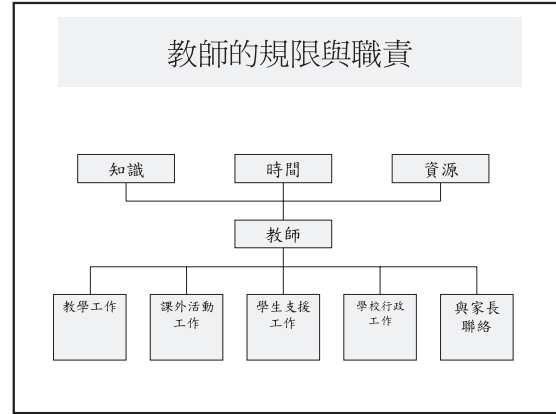 教師的規限與職責
知識 時間 資源
教師
教學工作 課外活動 學生支援 學校行政 與家長
工作 工作 工作 聯絡